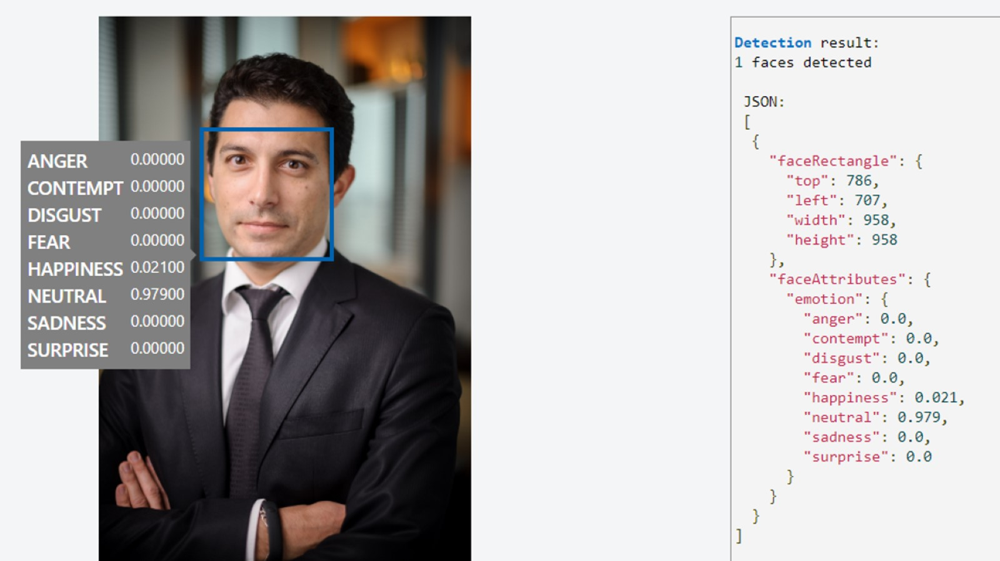 ANGER 0.00000
CONTEMPT 0.00000
DISGUST 0.00000
FEAR 0.00000
HAPPINESS 0.02100
NEUTRAL 0.97900
SADNESS 0.00000
SURPRISE 0.00000
Detection result:
1 faces detected
JSON:
[
{
"faceRectangle": {
"top": 786,
"left": 707,
"width": 958,
"height": 958
},
"faceAttributes": {
"emotion": {
"anger": 0.0,
"contempt": 0.0,
"disgust": 0.0,
"fear": 0.0,
"happiness": 0.021,
"neutral": 0.979,
"sadness": 0.0,
"surprise": 0.0
}
}
}
]